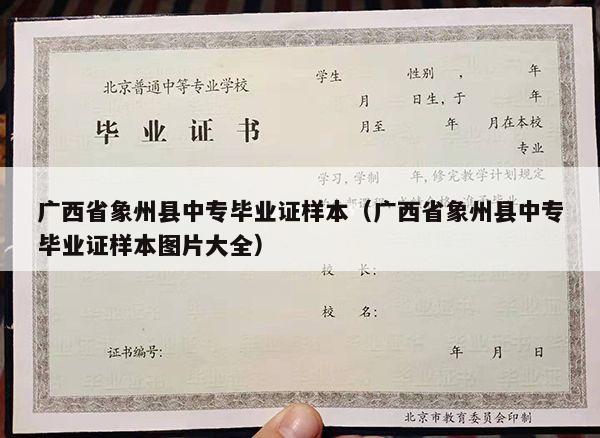 北京普通中等专业学校
毕业证书
学生 性别 , 年
月 日生, 于 年
月至 年 月在本校
专业
学习, 学制 年, 修完教学计划规定
广西省象州县中专毕业证样本（广西省象州县中专
毕业证样本图片大全）
校 长:
校 名:
证书编号:
年 月 日
北京市教育委员会印制